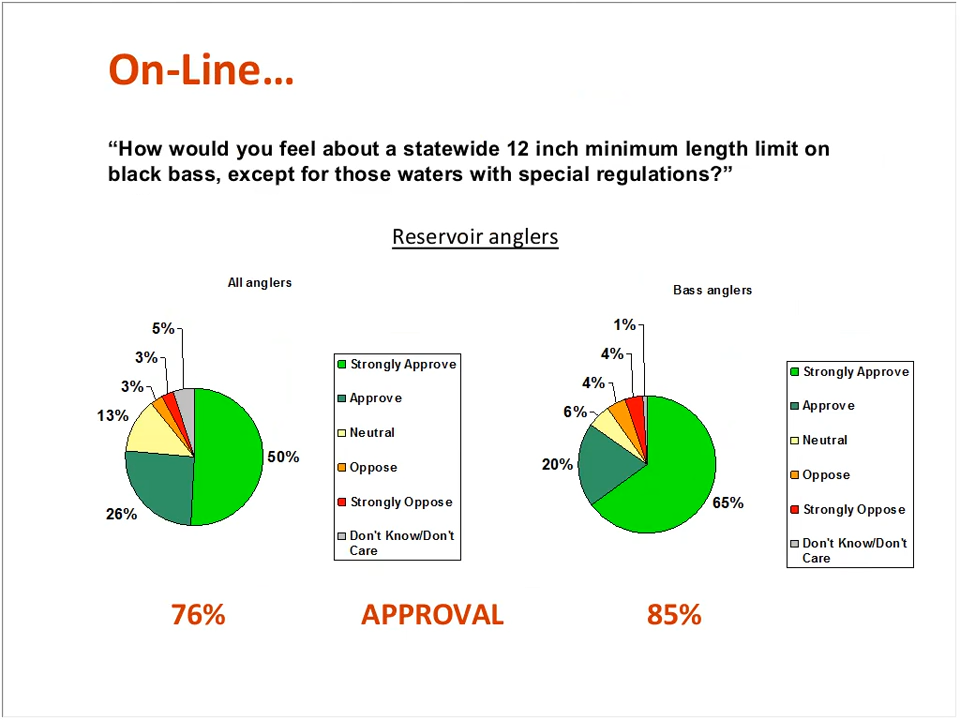 On-Line…
“How would you feel about a statewide 12 inch minimum length limit on
black bass, except for those waters with special regulations?”
Reservoir anglers
All anglers
5%
3%
3%
13%
50%
26%
Strongly Approve
Approve
Neutral
Oppose
Strongly Oppose
Don't Know/Don't
Care
Bass anglers
1%
4%
4%
6%
20%
65%
Strongly Approve
Approve
Neutral
Oppose
Strongly Oppose
Don't Know/Don't
Care
76% APPROVAL 85%